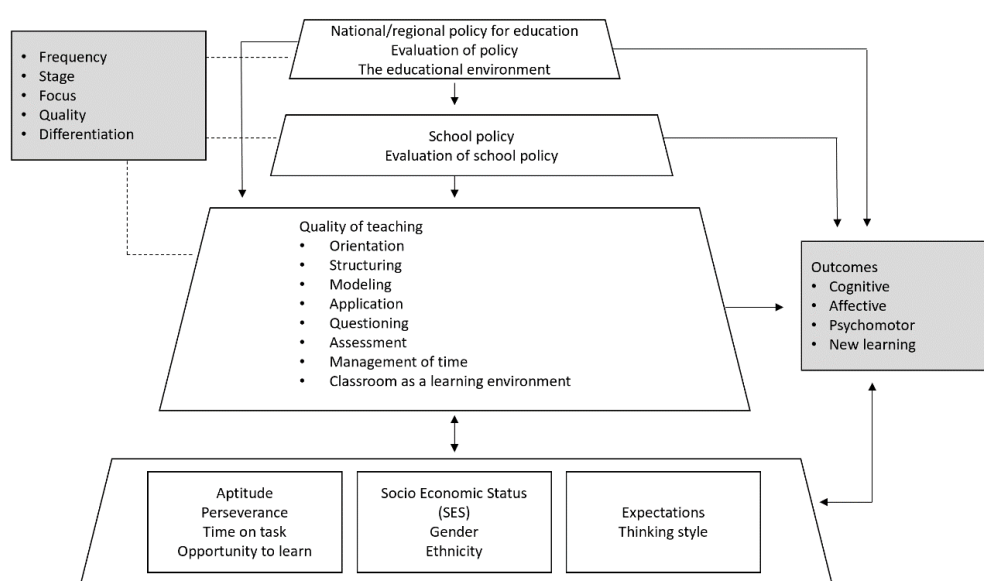 National/regional policy for education
Evaluation of policy
The educational environment
• Frequency
• Stage
• Focus
• Quality
• Differentiation
School policy
Evaluation of school policy
Quality of teaching
• Orientation
• Structuring
• Modeling
• Application
• Questioning
• Assessment
• Management of time
• Classroom as a learning environment
Outcomes
• Cognitive
• Affective
• Psychomotor
• New learning
Aptitude
Perseverance
Time on task
Opportunity to learn
Socio Economic Status
(SES)
Gender
Ethnicity
Expectations
Thinking style